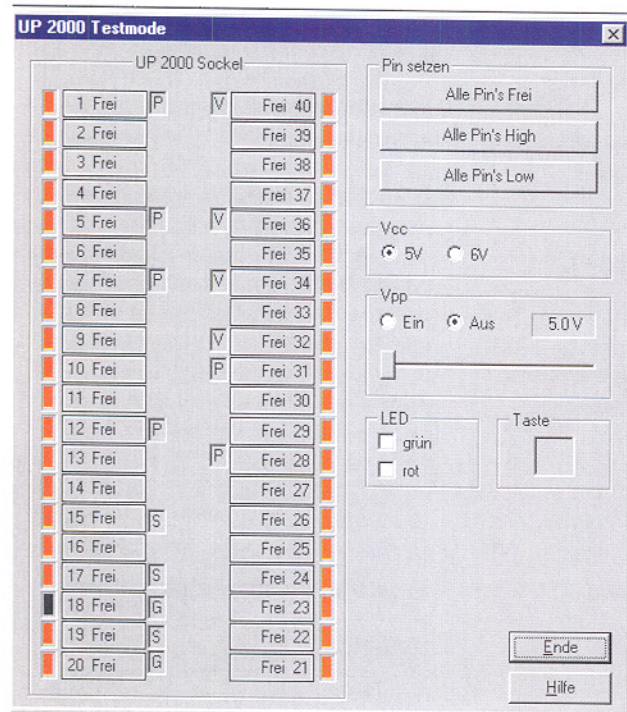 UP 2000 Testmode
UP 2000 Sockel
1 Frei P V Frei 40
2 Frei Frei 39
3 Frei Frei 38
4 Frei Frei 37
5 Frei P V Frei 36
6 Frei Frei 35
7 Frei P V Frei 34
8 Frei Frei 33
9 Frei V Frei 32
10 Frei P Frei 31
11 Frei Frei 30
12 Frei P Frei 29
13 Frei P Frei 28
14 Frei Frei 27
15 Frei S Frei 26
16 Frei Frei 25
17 Frei S Frei 24
18 Frei G Frei 23
19 Frei S Frei 22
20 Frei G Frei 21
Pin setzen
Alle Pin's Frei
Alle Pin's High
Alle Pin's Low
Vcc
5V 6V
Vpp
Ein Aus 5.0V
LED
grün
rot
Taste
Ende
Hilfe